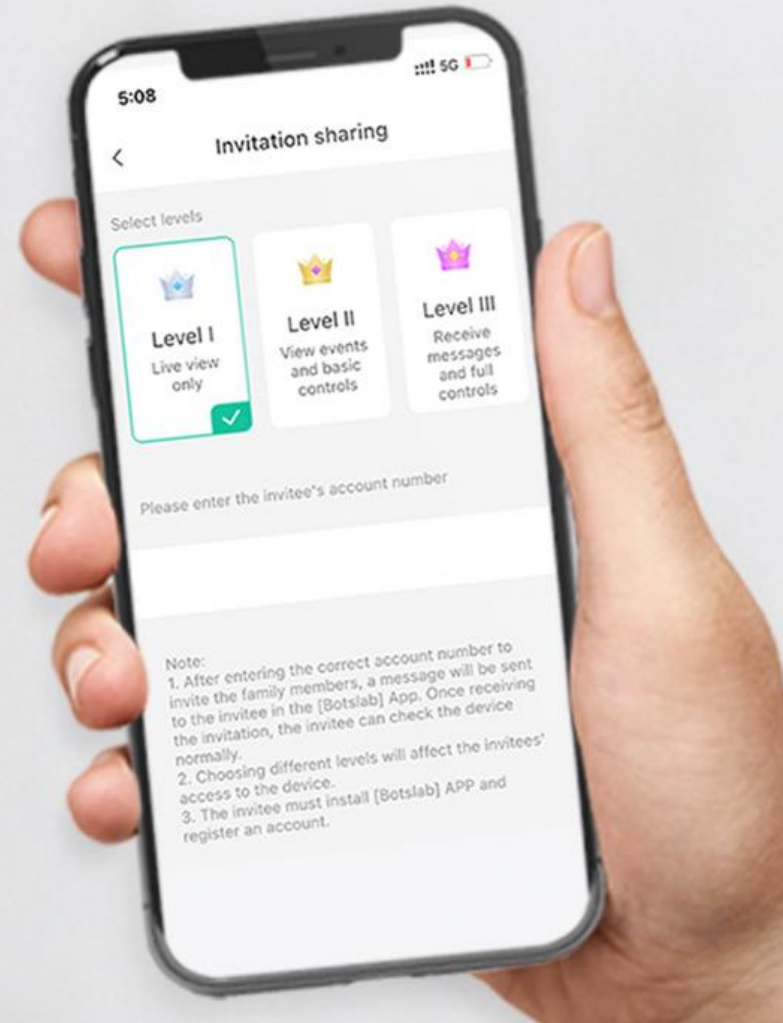 5:08
5G
Invitation sharing
Select levels
Level I
Live view
only
Level II
View events
and basic
controls
Level III
Receive
messages
and full
controls
Please enter the invitee's account number
Note:
1. After entering the correct account number to
invite the family members, a message will be sent
to the invitee in the [Botslab] App. Once receiving
the invitation, the invitee can check the device
normally.
2. Choosing different levels will affect the invitees'
access to the device.
3. The invitee must install [Botslab] APP and
register an account.